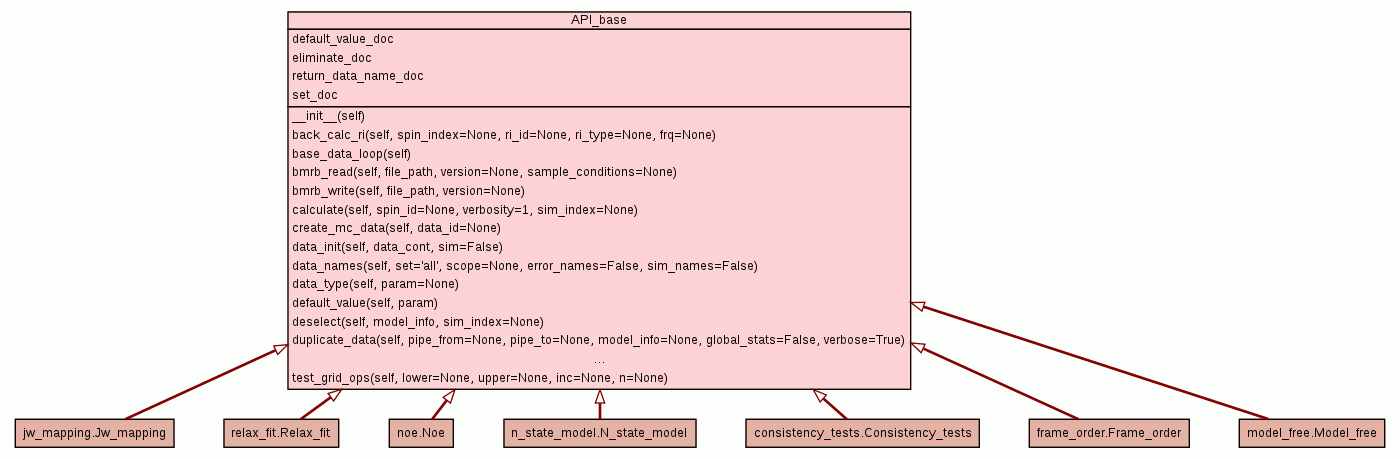 API_base
default_value_doc
eliminate_doc
return_data_name_doc
set_doc
__init__(self)
back_calc_ri(self, spin_index=None, ri_id=None, ri_type=None, frq=None)
base_data_loop(self)
bmrb_read(self, file_path, version=None, sample_conditions=None)
bmrb_write(self, file_path, version=None)
calculate(self, spin_id=None, verbosity=1, sim_index=None)
create_mc_data(self, data_id=None)
data_init(self, data_cont, sim=False)
data_names(self, set='all', scope=None, error_names=False, sim_names=False)
data_type(self, param=None)
default_value(self, param)
deselect(self, model_info, sim_index=None)
duplicate_data(self, pipe_from=None, pipe_to=None, model_info=None, global_stats=False, verbose=True)
...
test_grid_ops(self, lower=None, upper=None, inc=None, n=None)
jw_mapping.Jw_mapping
relax_fit.Relax_fit
noe.Noe
n_state_model.N_state_model
consistency_tests.Consistency_tests
frame_order.Frame_order
model_free.Model_free